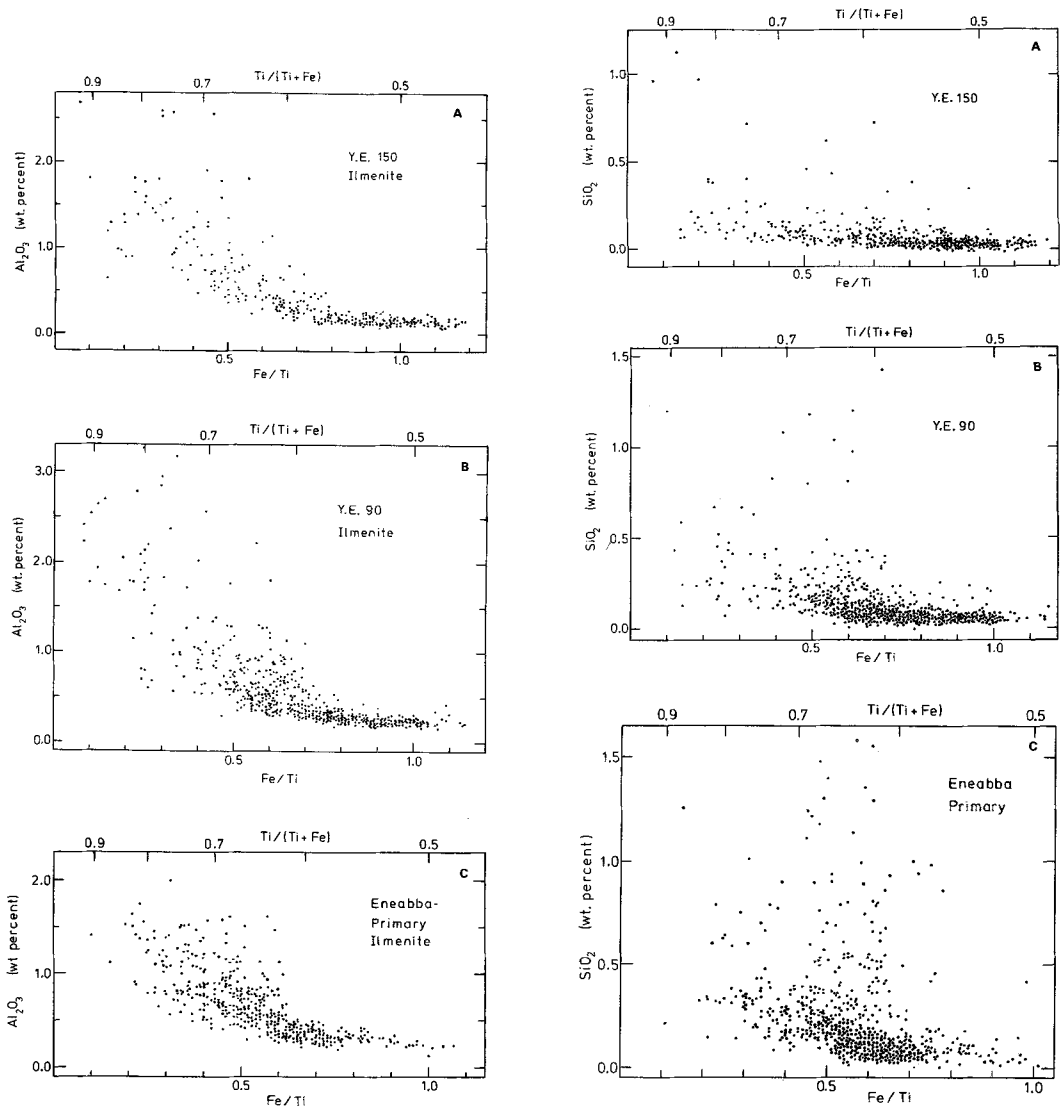 Ti/(Ti+Fe)
0.9 0.7 0.5
A
Y.E. 150
Ilmenite
2.0
1.0
0.0
Al2O3 (wt. percent)
0.5 1.0
Fe/Ti
Ti/(Ti+Fe)
0.9 0.7 0.5
B
Y.E. 90
Ilmenite
3.0
2.0
1.0
0.0
Al2O3 (wt. percent)
0.5 1.0
Fe/Ti
Ti/(Ti+Fe)
0.9 0.7 0.5
C
Eneabba-
Primary
Ilmenite
2.0
1.0
0.0
Al2O3 (wt percent)
0.5 1.0
Fe/Ti
Ti/(Ti+Fe)
0.9 0.7 0.5
A
Y.E. 150
1.0
0.5
0.0
SiO2 (wt. percent)
0.5 1.0
Fe/Ti
Ti/(Ti+Fe)
0.9 0.7 0.5
B
Y.E. 90
1.5
1.0
0.5
0.0
SiO2 (wt. percent)
0.5 1.0
Fe/Ti
Ti/(Ti+Fe)
0.9 0.7 0.5
C
Eneabba
Primary
1.5
1.0
0.5
0.0
SiO2 (wt. percent)
0.5 1.0
Fe/Ti